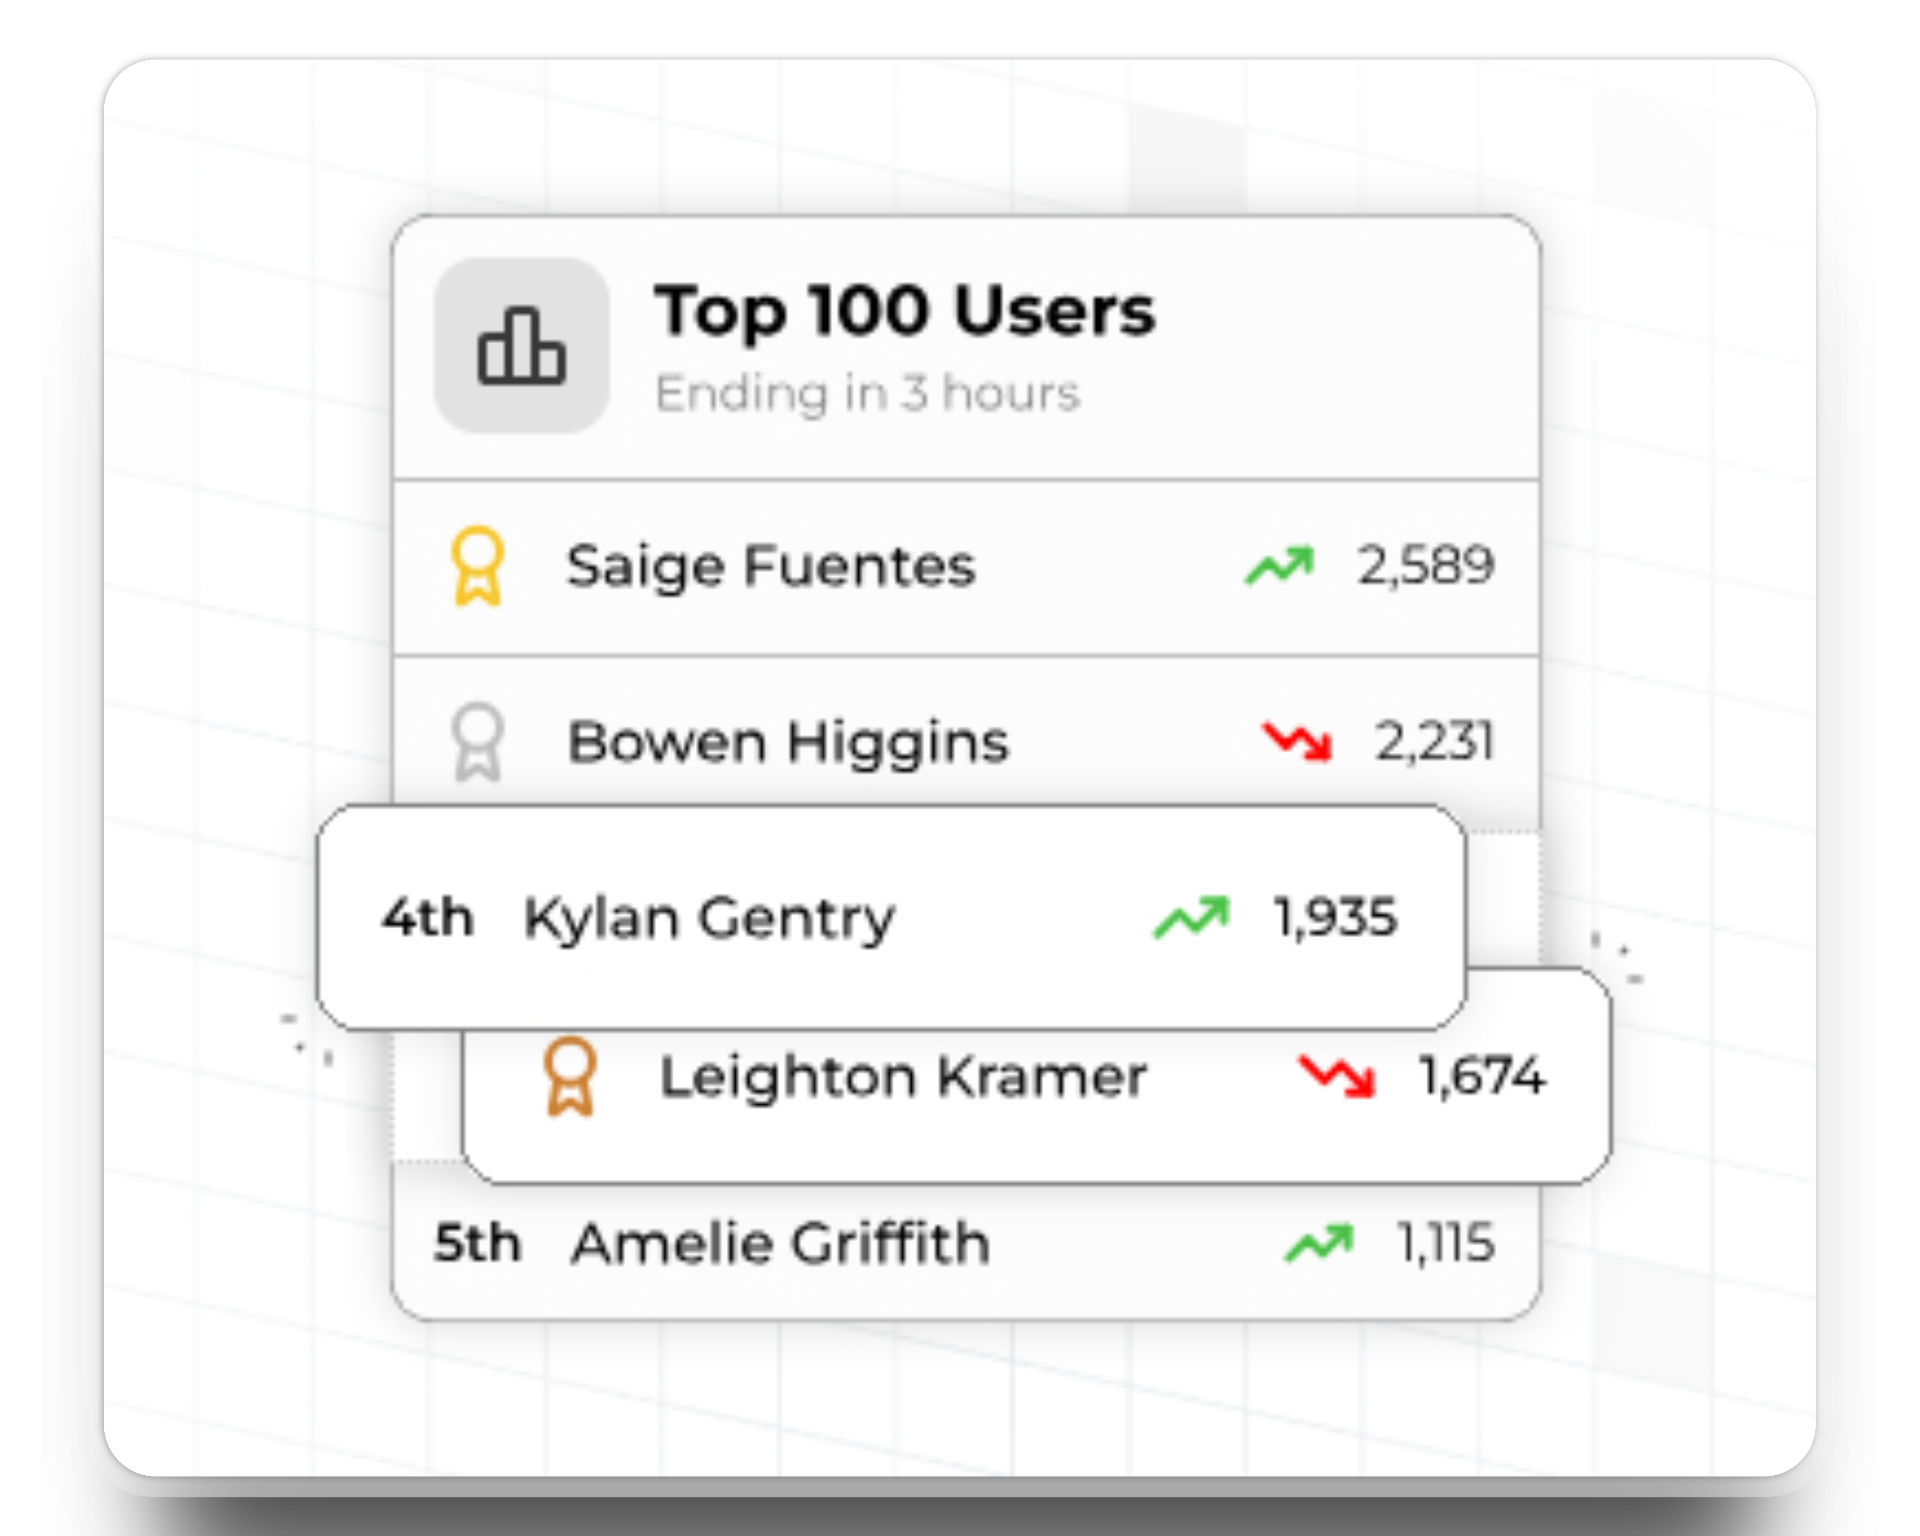 Top 100 Users
Ending in 3 hours
Saige Fuentes 2,589
Bowen Higgins 2,231
4th Kylan Gentry 1,935
Leighton Kramer 1,674
5th Amelie Griffith 1,115